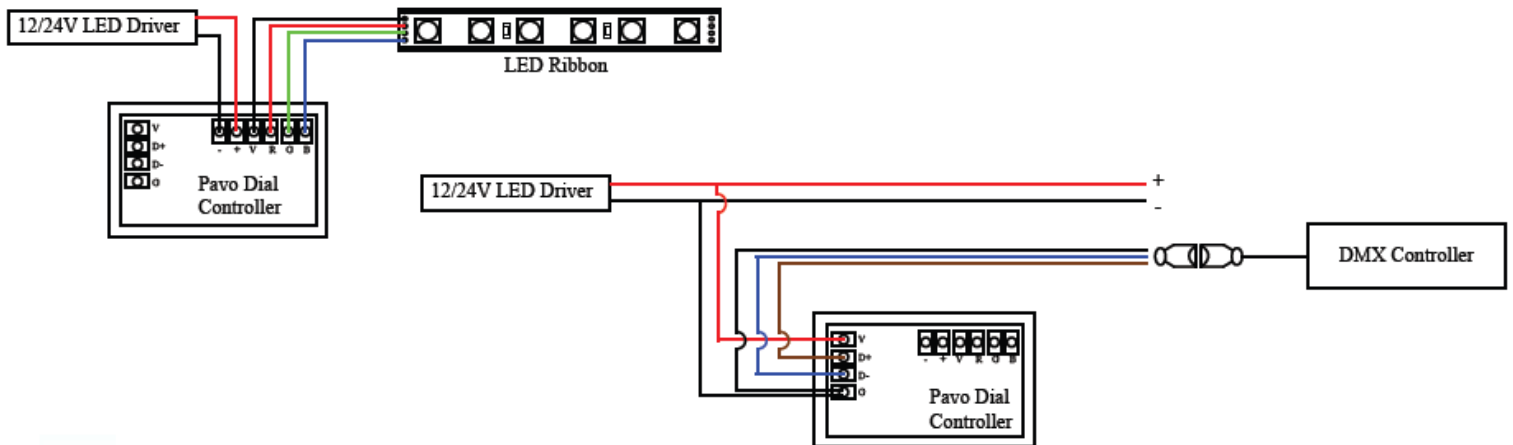 12/24V LED Driver
LED Ribbon
V
D+
D-
G
- + V R G B
Pavo Dial
Controller
12/24V LED Driver
+
-
DMX Controller
V
D+
D-
G
- + V R G B
Pavo Dial
Controller